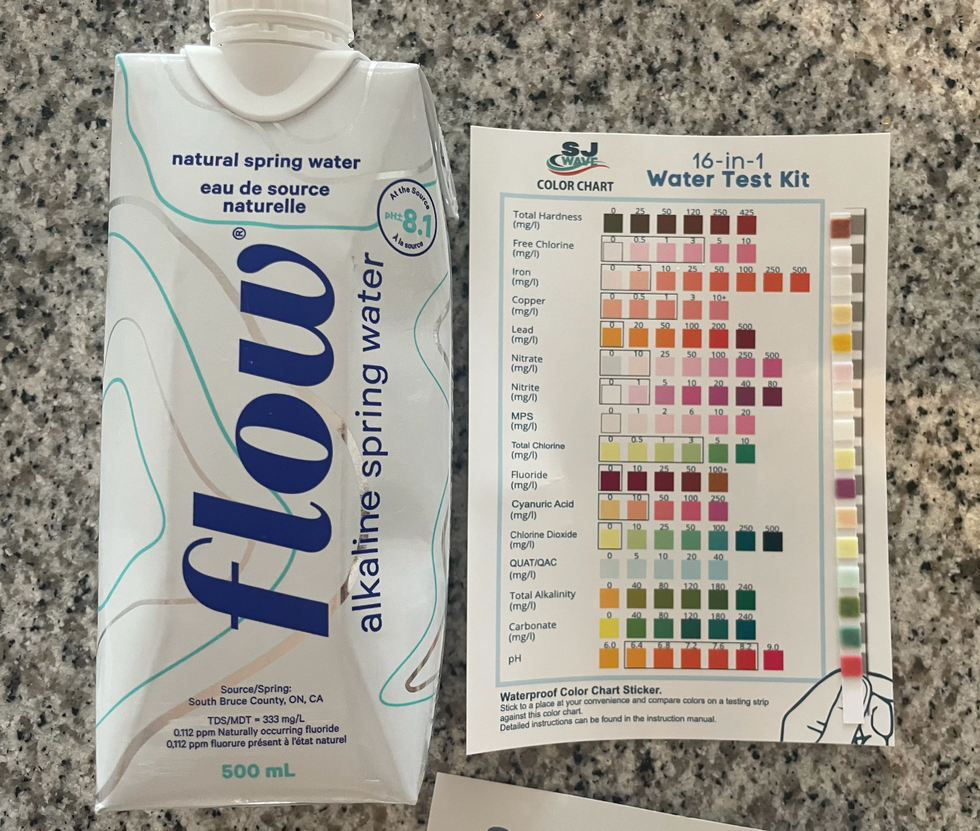 natural spring water
eau de source
naturelle
At the Source
pH± 8.1
À la source
flow®
alkaline spring water
Source/Spring:
South Bruce County, ON, CA
TDS/MDT = 333 mg/L
0.112 ppm Naturally occurring fluoride
0,112 ppm fluorure présent à l'état naturel
500 mL
SJ
WAVE
COLOR CHART
16-in-1
Water Test Kit
Total Hardness
(mg/l)
0 25 50 120 250 425
Free Chlorine
(mg/l)
0 0.5 1 3 5 10
Iron
(mg/l)
0 5 10 25 50 100 250 500
Copper
(mg/l)
0 0.5 1 3 10+
Lead
(mg/l)
0 20 50 100 200 500
Nitrate
(mg/l)
0 10 25 50 100 250 500
Nitrite
(mg/l)
0 1 5 10 20 40 80
MPS
(mg/l)
0 1 2 6 10 20
Total Chlorine
(mg/l)
0 0.5 1 3 5 10
Fluoride
(mg/l)
0 10 25 50 100+
Cyanuric Acid
(mg/l)
0 10 50 100 250
Chlorine Dioxide
(mg/l)
0 10 25 50 100 250 500
QUAT/QAC
(mg/l)
0 5 10 20 40
Total Alkalinity
(mg/l)
0 40 80 120 180 240
Carbonate
(mg/l)
0 40 80 120 180 240
pH
6.0 6.4 6.8 7.2 7.6 8.2 9.0
Waterproof Color Chart Sticker.
Stick to a place at your convenience and compare colors on a testing strip
against this color chart.
Detailed instructions can be found in the instruction manual.